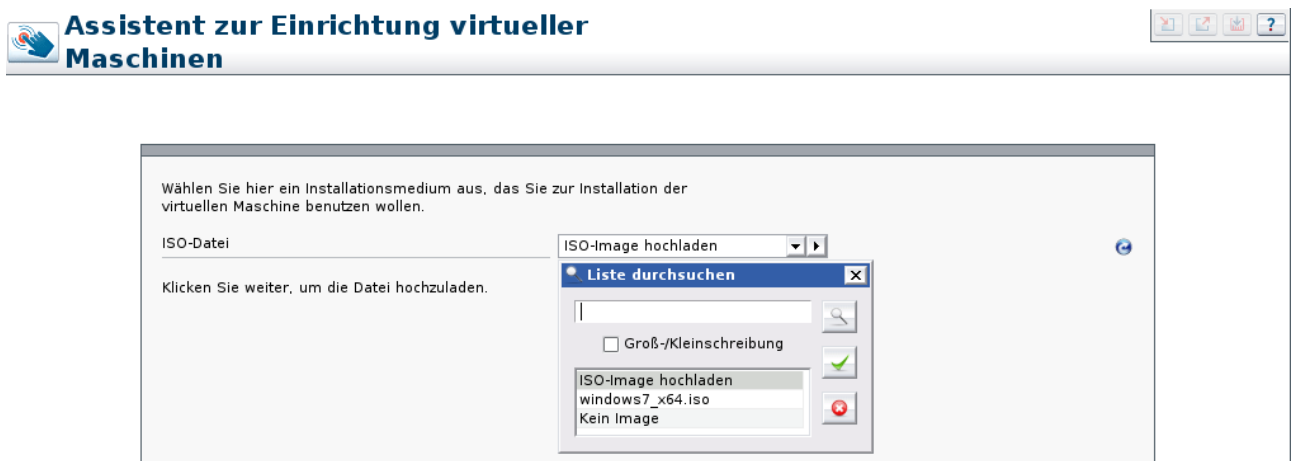 Assistent zur Einrichtung virtueller
Maschinen
?
Wählen Sie hier ein Installationsmedium aus, das Sie zur Installation der
virtuellen Maschine benutzen wollen.
ISO-Datei
ISO-Image hochladen
Klicken Sie weiter, um die Datei hochzuladen.
Liste durchsuchen
Groß-/Kleinschreibung
ISO-Image hochladen
windows7_x64.iso
Kein Image